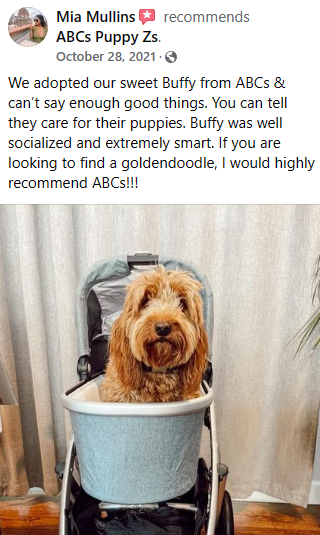 Mia Mullins recommends
ABCs Puppy Zs.
October 28, 2021 ·
We adopted our sweet Buffy from ABCs &
can't say enough good things. You can tell
they care for their puppies. Buffy was well
socialized and extremely smart. If you are
looking to find a goldendoodle, I would highly
recommend ABCs!!!